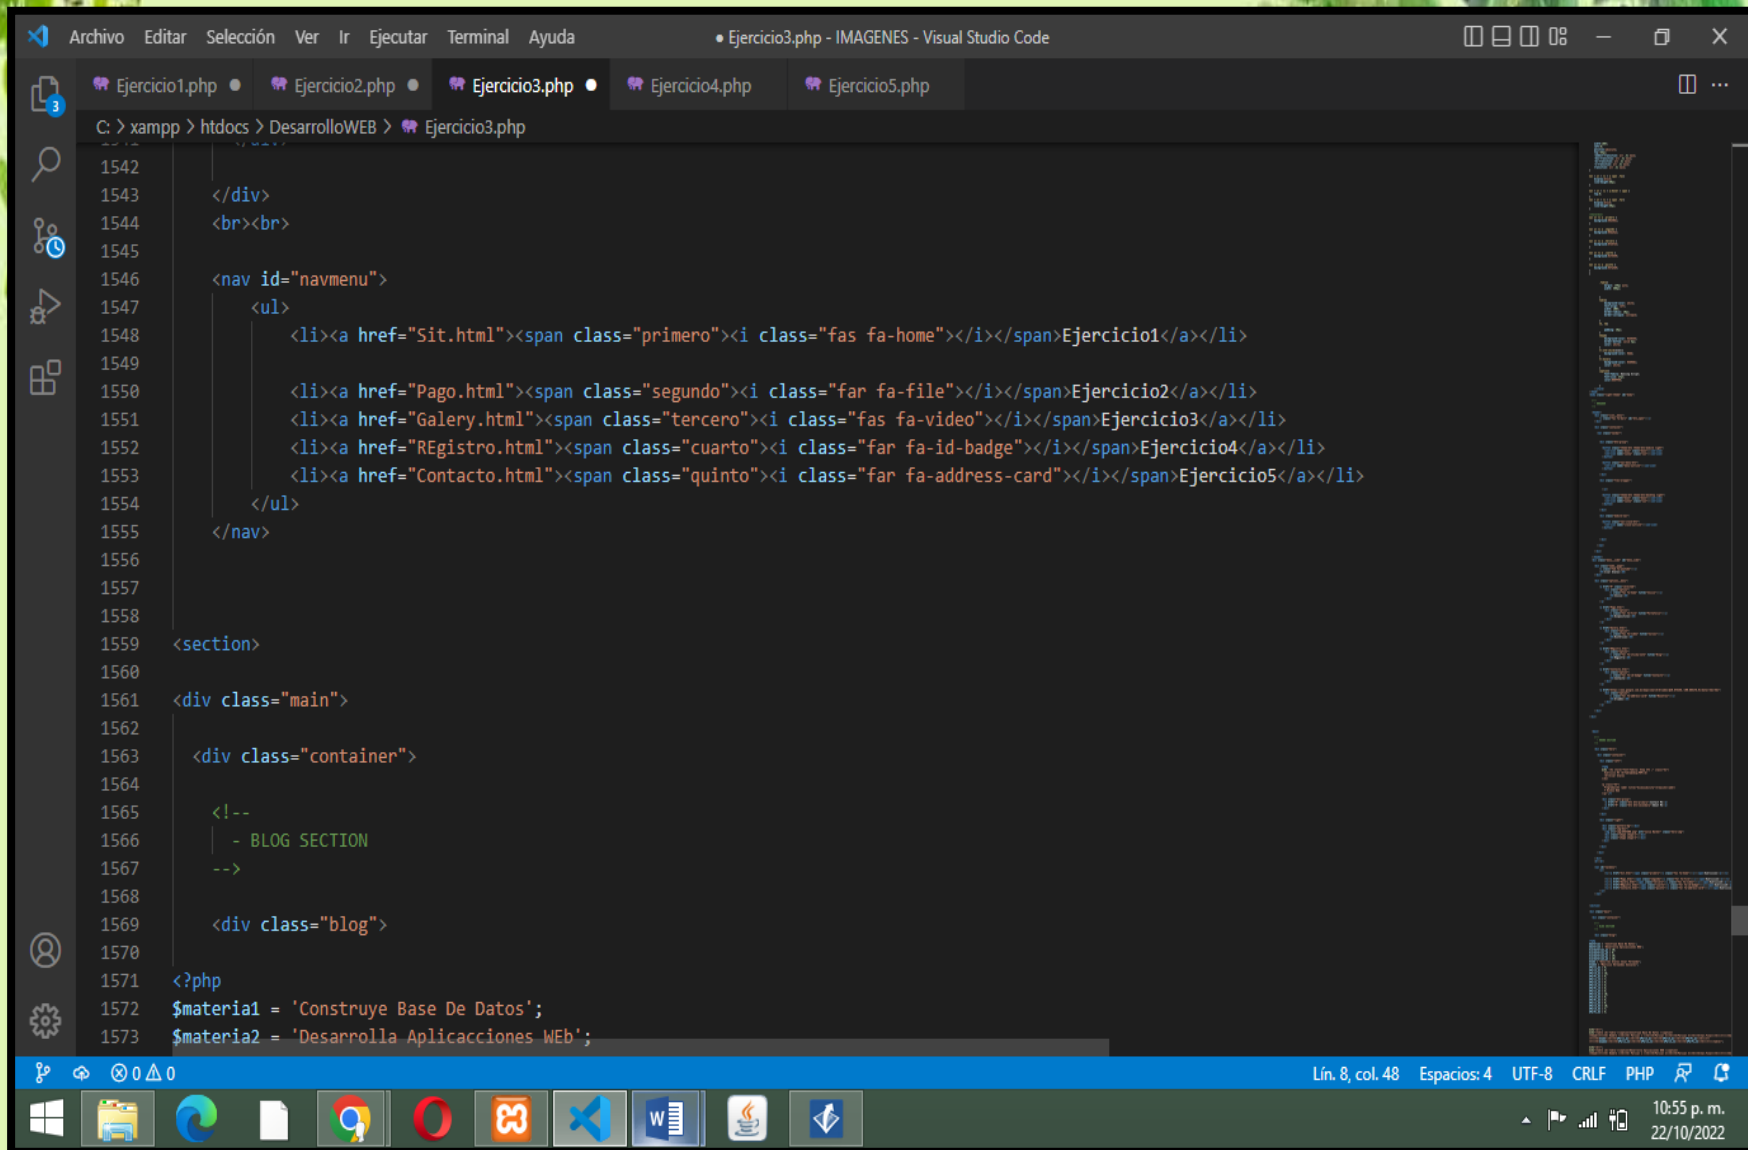 Archivo Editar Selección Ver Ir Ejecutar Terminal Ayuda ● Ejercicio3.php - IMAGENES - Visual Studio Code
Ejercicio1.php ● Ejercicio2.php ● Ejercicio3.php ● Ejercicio4.php Ejercicio5.php
3
C: > xampp > htdocs > DesarrolloWEB > Ejercicio3.php
1542
1543 </div>
1544 <br><br>
1545
1546 <nav id="navmenu">
1547 <ul>
1548 <li><a href="Sit.html"><span class="primero"><i class="fas fa-home"></i></span>Ejercicio1</a></li>
1549
1550 <li><a href="Pago.html"><span class="segundo"><i class="far fa-file"></i></span>Ejercicio2</a></li>
1551 <li><a href="Galery.html"><span class="tercero"><i class="fas fa-video"></i></span>Ejercicio3</a></li>
1552 <li><a href="REgistro.html"><span class="cuarto"><i class="far fa-id-badge"></i></span>Ejercicio4</a></li>
1553 <li><a href="Contacto.html"><span class="quinto"><i class="far fa-address-card"></i></span>Ejercicio5</a></li>
1554 </ul>
1555 </nav>
1556
1557
1558
1559 <section>
1560
1561 <div class="main">
1562
1563 <div class="container">
1564
1565 <!--
1566 - BLOG SECTION
1567 -->
1568
1569 <div class="blog">
1570
1571 <?php
1572 $materia1 = 'Construye Base De Datos';
1573 $materia2 = 'Desarrolla Aplicacciones WEb';
0 0 Lín. 8, col. 48 Espacios: 4 UTF-8 CRLF PHP
10:55 p. m.
22/10/2022